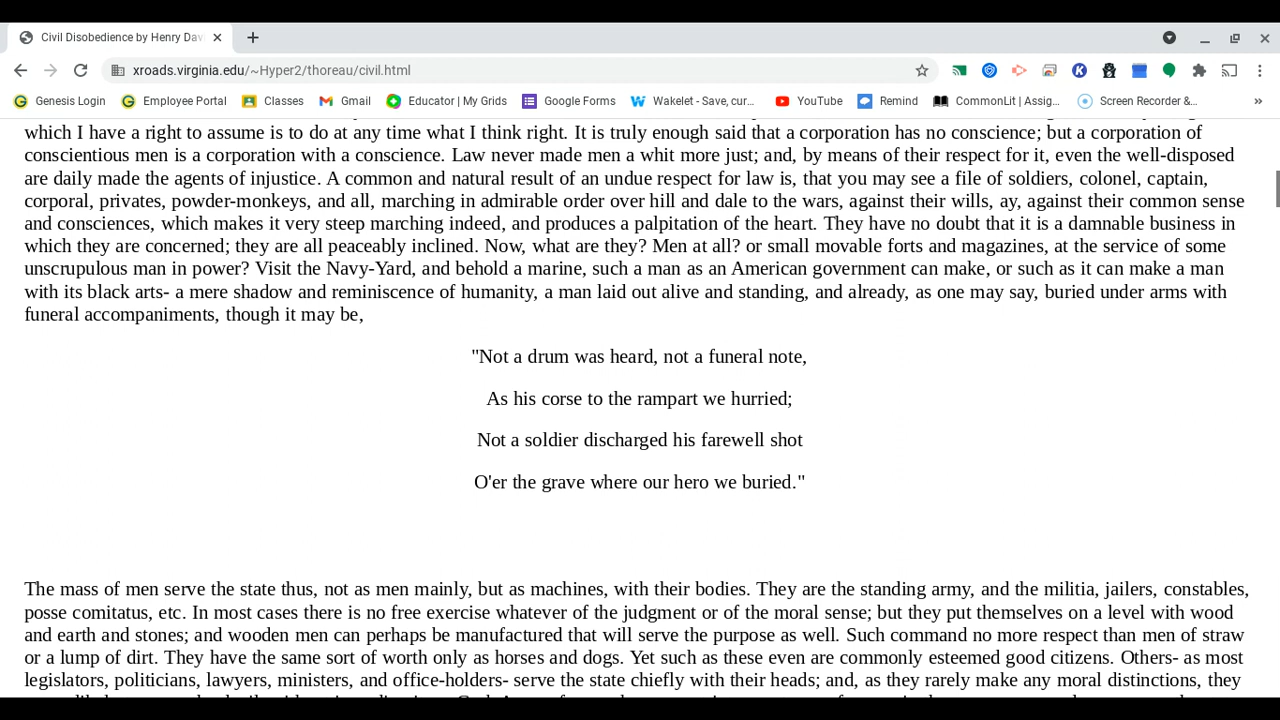 Civil Disobedience by Henry Dav
xroads.virginia.edu/~Hyper2/thoreau/civil.html
Genesis Login Employee Portal Classes Gmail Educator | My Grids Google Forms Wakelet - Save, cur... YouTube Remind CommonLit | Assig... Screen Recorder &... »
which I have a right to assume is to do at any time what I think right. It is truly enough said that a corporation has no conscience; but a corporation of
conscientious men is a corporation with a conscience. Law never made men a whit more just; and, by means of their respect for it, even the well-disposed
are daily made the agents of injustice. A common and natural result of an undue respect for law is, that you may see a file of soldiers, colonel, captain,
corporal, privates, powder-monkeys, and all, marching in admirable order over hill and dale to the wars, against their wills, ay, against their common sense
and consciences, which makes it very steep marching indeed, and produces a palpitation of the heart. They have no doubt that it is a damnable business in
which they are concerned; they are all peaceably inclined. Now, what are they? Men at all? or small movable forts and magazines, at the service of some
unscrupulous man in power? Visit the Navy-Yard, and behold a marine, such a man as an American government can make, or such as it can make a man
with its black arts- a mere shadow and reminiscence of humanity, a man laid out alive and standing, and already, as one may say, buried under arms with
funeral accompaniments, though it may be,
"Not a drum was heard, not a funeral note,
As his corse to the rampart we hurried;
Not a soldier discharged his farewell shot
O'er the grave where our hero we buried."
The mass of men serve the state thus, not as men mainly, but as machines, with their bodies. They are the standing army, and the militia, jailers, constables,
posse comitatus, etc. In most cases there is no free exercise whatever of the judgment or of the moral sense; but they put themselves on a level with wood
and earth and stones; and wooden men can perhaps be manufactured that will serve the purpose as well. Such command no more respect than men of straw
or a lump of dirt. They have the same sort of worth only as horses and dogs. Yet such as these even are commonly esteemed good citizens. Others- as most
legislators, politicians, lawyers, ministers, and office-holders- serve the state chiefly with their heads; and, as they rarely make any moral distinctions, they